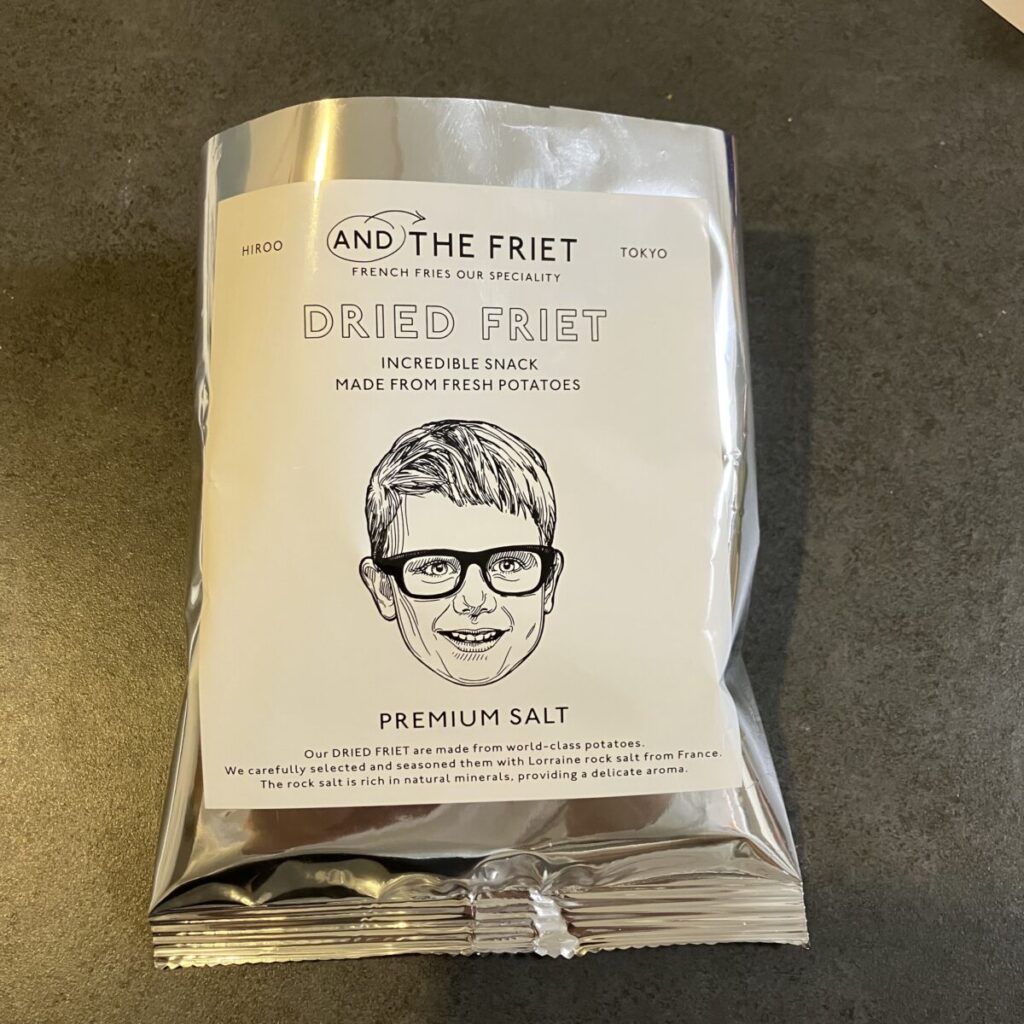 HIROO
AND THE FRIET
TOKYO
FRENCH FRIES OUR SPECIALITY
DRIED FRIET
INCREDIBLE SNACK
MADE FROM FRESH POTATOES
PREMIUM SALT
Our DRIED FRIET are made from world-class potatoes.
We carefully selected and seasoned them with Lorraine rock salt from France.
The rock salt is rich in natural minerals, providing a delicate aroma.